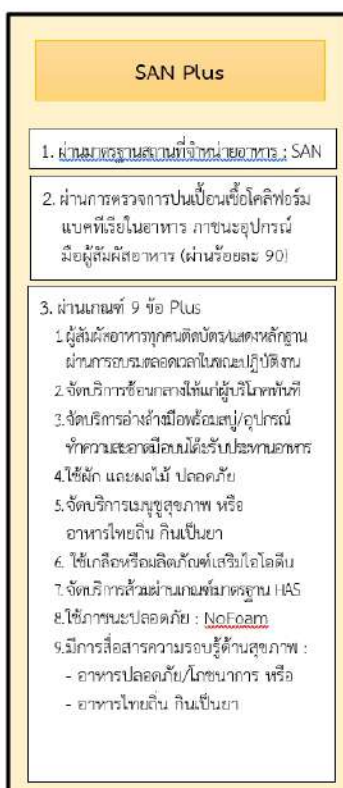 SAN Plus
1. ผ่านมาตรฐานสถานที่จำหน่ายอาหาร : SAN
2. ผ่านการตรวจการปนเปื้อนเชื้อโคลิฟอร์ม
แบคทีเรียในอาหาร ภาชนะอุปกรณ์
มือผู้สัมผัสอาหาร (ผ่านร้อยละ 90)
3. ผ่านเกณฑ์ 9 ข้อ Plus
1.ผู้สัมผัสอาหารทุกคนติดบัตร/แสดงหลักฐาน
ผ่านการอบรมตลอดเวลาในขณะปฏิบัติงาน
2.จัดบริการช้อนกลางให้แก่ผู้บริโภคทันที
3.จัดบริการอ่างล้างมือพร้อมสบู่/อุปกรณ์
ทำความสะอาดมือบนโต๊ะรับประทานอาหาร
4.ใช้ผัก และผลไม้ ปลอดภัย
5.จัดบริการเมนูชูสุขภาพ หรือ
อาหารไทยถิ่น กินเป็นยา
6. ใช้เกลือหรือผลิตภัณฑ์เสริมไอโอดีน
7.จัดบริการส้วมผ่านเกณฑ์มาตรฐาน HAS
8.ใช้ภาชนะปลอดภัย : NoFoam
9.มีการสื่อสารความรอบรู้ด้านสุขภาพ :
- อาหารปลอดภัย/โภชนาการ หรือ
- อาหารไทยถิ่น กินเป็นยา